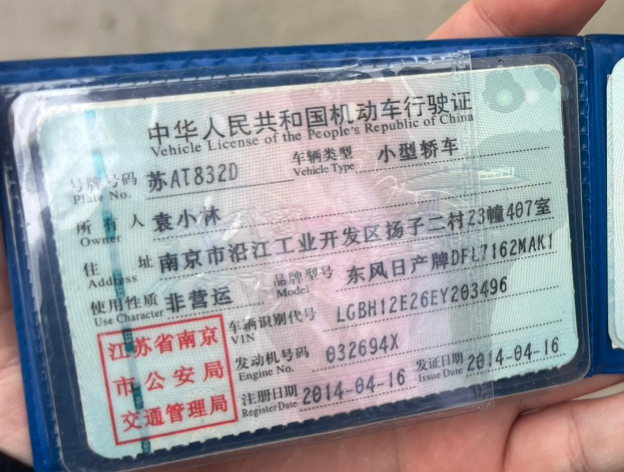 中华人民共和国机动车行驶证
Vehicle License of the People's Republic of China
号牌号码 苏AT832D 车辆类型 小型轿车
Plate No. Vehicle Type
所有人 袁小林
Owner
住址 南京市沿江工业开发区扬子二村23幢407室
Address
使用性质 非营运 品牌型号 东风日产牌DFL7162MAK1
Use Character Model
江苏省南京
市公安局
交通管理局
车辆识别代号 LGBH12E26EY203496
VIN
发动机号码 032694X
Engine No.
注册日期 2014-04-16 发证日期 2014-04-16
Register Date Issue Date